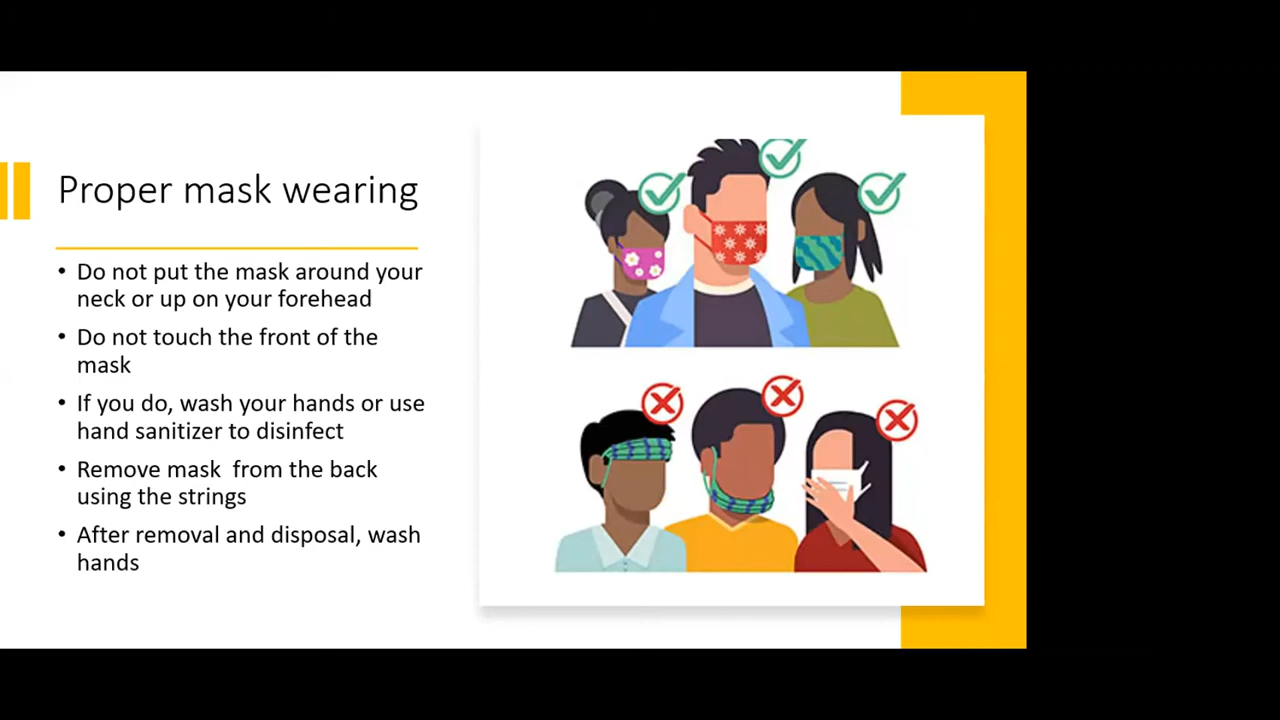 Proper mask wearing
• Do not put the mask around your
neck or up on your forehead
• Do not touch the front of the
mask
• If you do, wash your hands or use
hand sanitizer to disinfect
• Remove mask  from the back
using the strings
• After removal and disposal, wash
hands